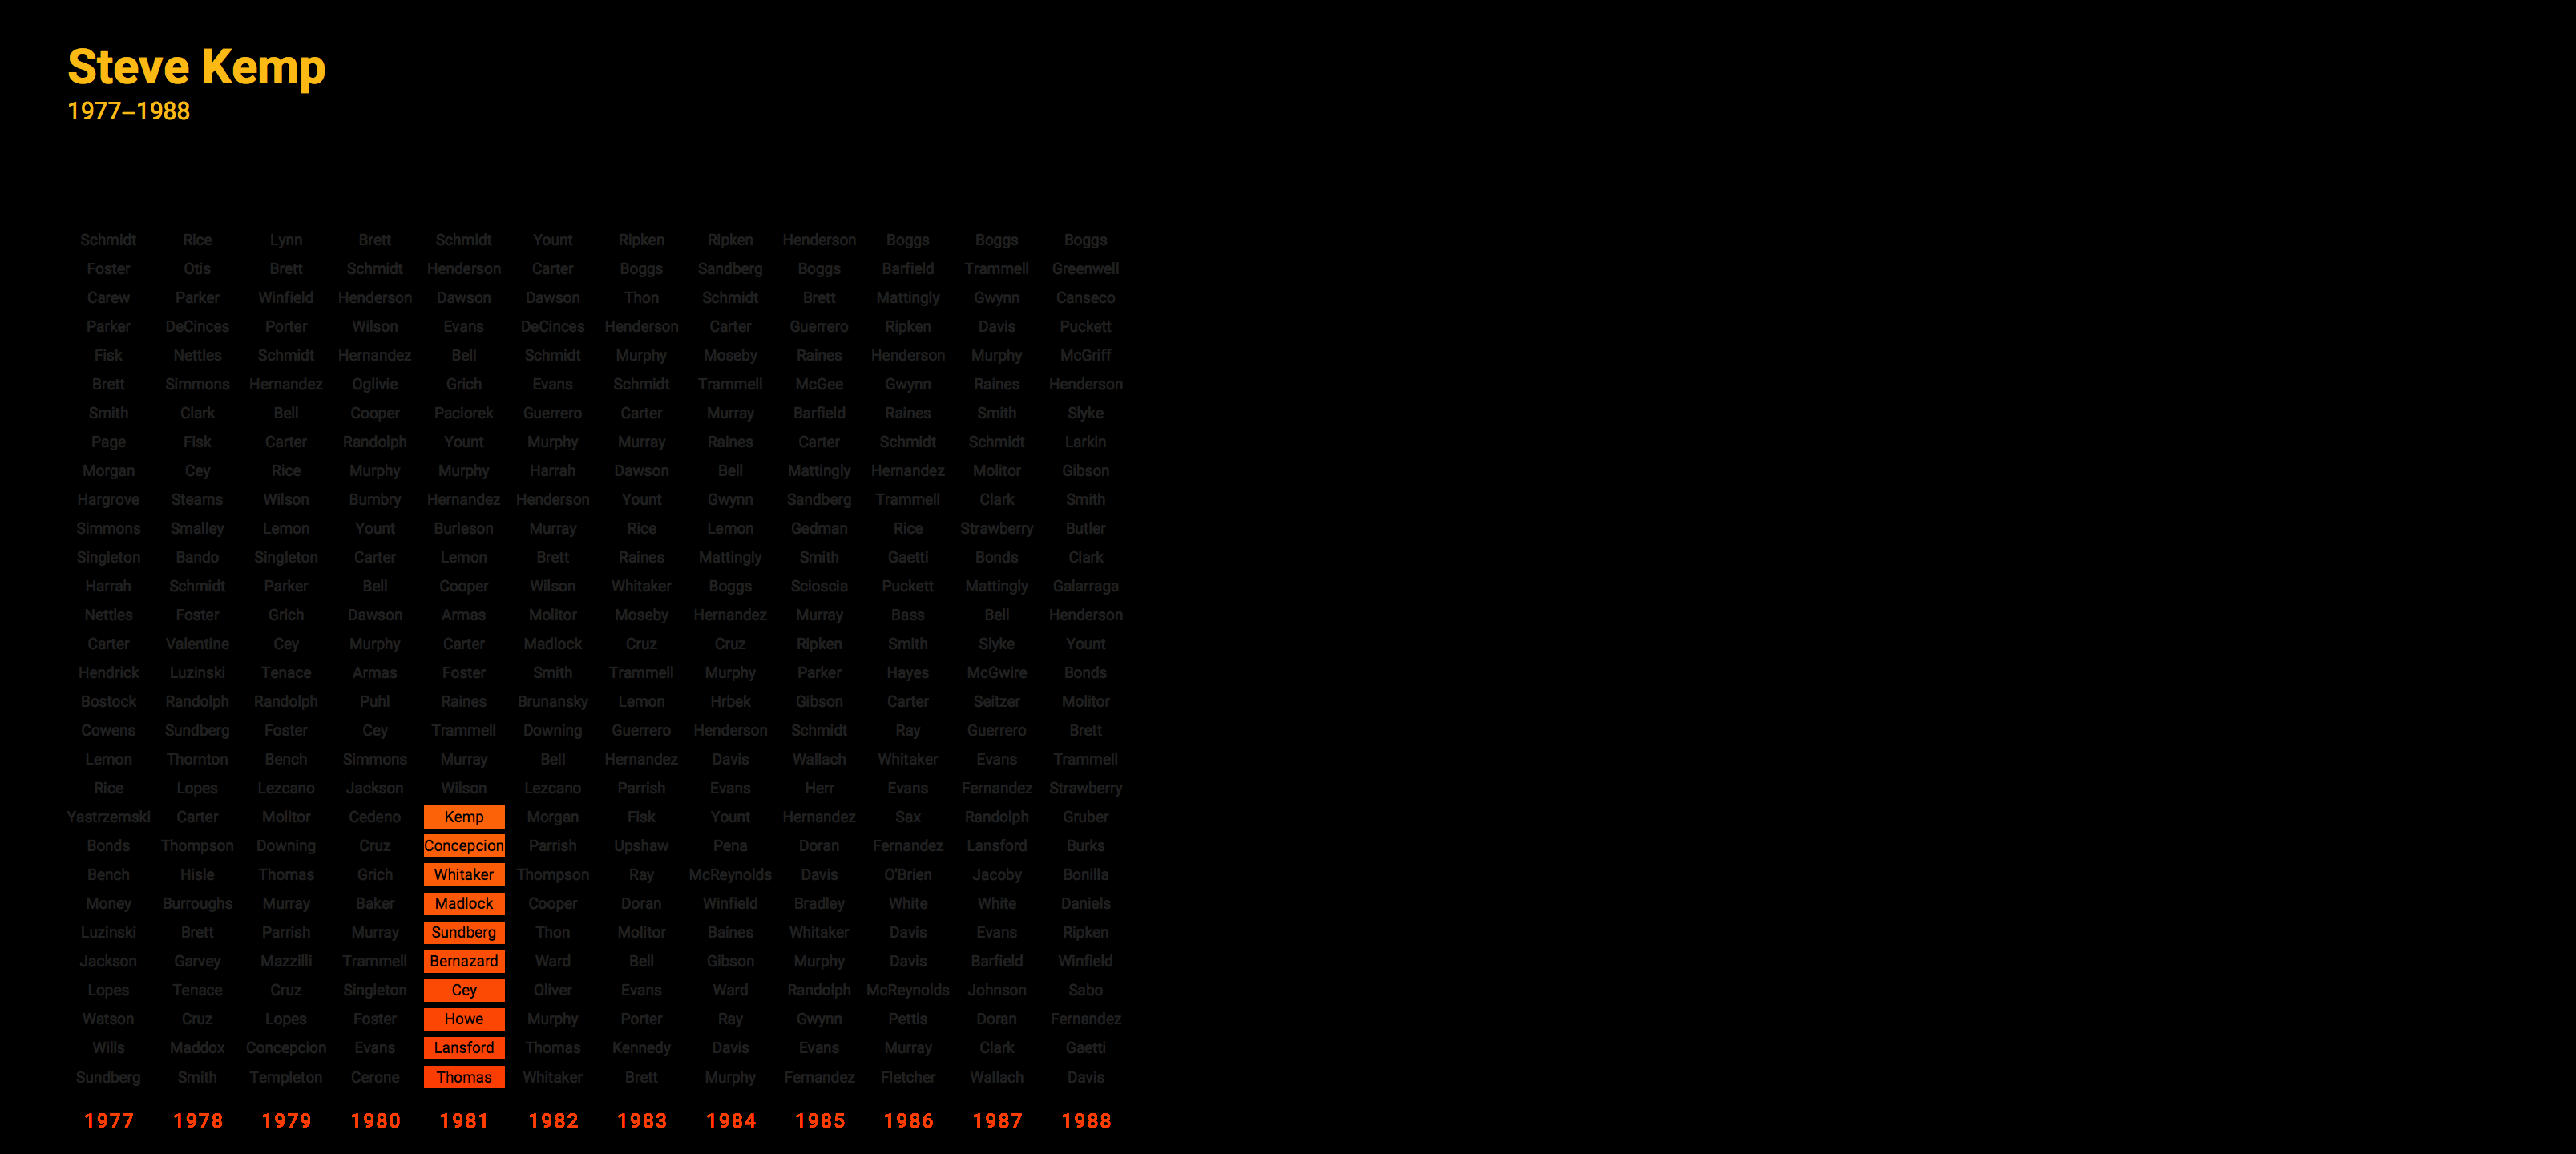 Steve Kemp
1977–1988
Schmidt Rice Lynn Brett Schmidt Yount Ripken Ripken Henderson Boggs Boggs Boggs
Foster Otis Brett Schmidt Henderson Carter Boggs Sandberg Boggs Barfield Trammell Greenwell
Carew Parker Winfield Henderson Dawson Dawson Thon Schmidt Brett Mattingly Gwynn Canseco
Parker DeCinces Porter Wilson Evans DeCinces Henderson Carter Guerrero Ripken Davis Puckett
Fisk Nettles Schmidt Hernandez Bell Schmidt Murphy Moseby Raines Henderson Murphy McGriff
Brett Simmons Hernandez Oglivie Grich Evans Schmidt Trammell McGee Gwynn Raines Henderson
Smith Clark Bell Cooper Paciorek Guerrero Carter Murray Barfield Raines Smith Slyke
Page Fisk Carter Randolph Yount Murphy Murray Raines Carter Schmidt Schmidt Larkin
Morgan Cey Rice Murphy Murphy Harrah Dawson Bell Mattingly Hernandez Molitor Gibson
Hargrove Stearns Wilson Bumbry Hernandez Henderson Yount Gwynn Sandberg Trammell Clark Smith
Simmons Smalley Lemon Yount Burleson Murray Rice Lemon Gedman Rice Strawberry Butler
Singleton Bando Singleton Carter Lemon Brett Raines Mattingly Smith Gaetti Bonds Clark
Harrah Schmidt Parker Bell Cooper Wilson Whitaker Boggs Scioscia Puckett Mattingly Galarraga
Nettles Foster Grich Dawson Armas Molitor Moseby Hernandez Murray Bass Bell Henderson
Carter Valentine Cey Murphy Carter Madlock Cruz Cruz Ripken Smith Slyke Yount
Hendrick Luzinski Tenace Armas Foster Smith Trammell Murphy Parker Hayes McGwire Bonds
Bostock Randolph Randolph Puhl Raines Brunansky Lemon Hrbek Gibson Carter Seitzer Molitor
Cowens Sundberg Foster Cey Trammell Downing Guerrero Henderson Schmidt Ray Guerrero Brett
Lemon Thornton Bench Simmons Murray Bell Hernandez Davis Wallach Whitaker Evans Trammell
Rice Lopes Lezcano Jackson Wilson Lezcano Parrish Evans Herr Evans Fernandez Strawberry
Yastrzemski Carter Molitor Cedeno Kemp Morgan Fisk Yount Hernandez Sax Randolph Gruber
Bonds Thompson Downing Cruz Concepcion Parrish Upshaw Pena Doran Fernandez Lansford Burks
Bench Hisle Thomas Grich Whitaker Thompson Ray McReynolds Davis O'Brien Jacoby Bonilla
Money Burroughs Murray Baker Madlock Cooper Doran Winfield Bradley White White Daniels
Luzinski Brett Parrish Murray Sundberg Thon Molitor Baines Whitaker Davis Evans Ripken
Jackson Garvey Mazzilli Trammell Bernazard Ward Bell Gibson Murphy Davis Barfield Winfield
Lopes Tenace Cruz Singleton Cey Oliver Evans Ward Randolph McReynolds Johnson Sabo
Watson Cruz Lopes Foster Howe Murphy Porter Ray Gwynn Pettis Doran Fernandez
Wills Maddox Concepcion Evans Lansford Thomas Kennedy Davis Evans Murray Clark Gaetti
Sundberg Smith Templeton Cerone Thomas Whitaker Brett Murphy Fernandez Fletcher Wallach Davis
1977 1978 1979 1980 1981 1982 1983 1984 1985 1986 1987 1988